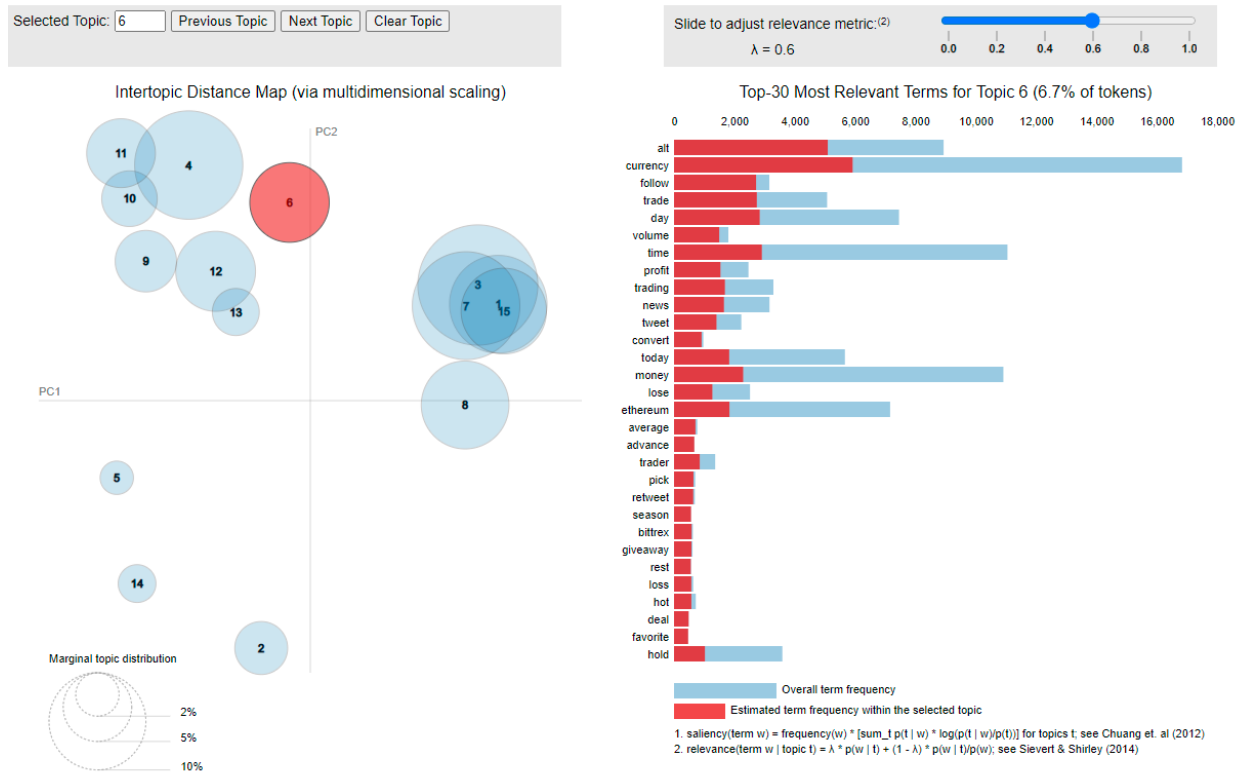 Selected Topic: 6 Previous Topic Next Topic Clear Topic
Slide to adjust relevance metric:(2)
λ = 0.6
0.0 0.2 0.4 0.6 0.8 1.0
Intertopic Distance Map (via multidimensional scaling)
PC2
PC1
11
4
10
6
9
12
13
3
7
1
15
8
5
14
2
Marginal topic distribution
2%
5%
10%
Top-30 Most Relevant Terms for Topic 6 (6.7% of tokens)
0 2,000 4,000 6,000 8,000 10,000 12,000 14,000 16,000 18,000
alt
currency
follow
trade
day
volume
time
profit
trading
news
tweet
convert
today
money
lose
ethereum
average
advance
trader
pick
retweet
season
bittrex
giveaway
rest
loss
hot
deal
favorite
hold
Overall term frequency
Estimated term frequency within the selected topic
1. saliency(term w) = frequency(w) * [sum_t p(t | w) * log(p(t | w)/p(t))] for topics t; see Chuang et. al (2012)
2. relevance(term w | topic t) = λ * p(w | t) + (1 - λ) * p(w | t)/p(w); see Sievert & Shirley (2014)